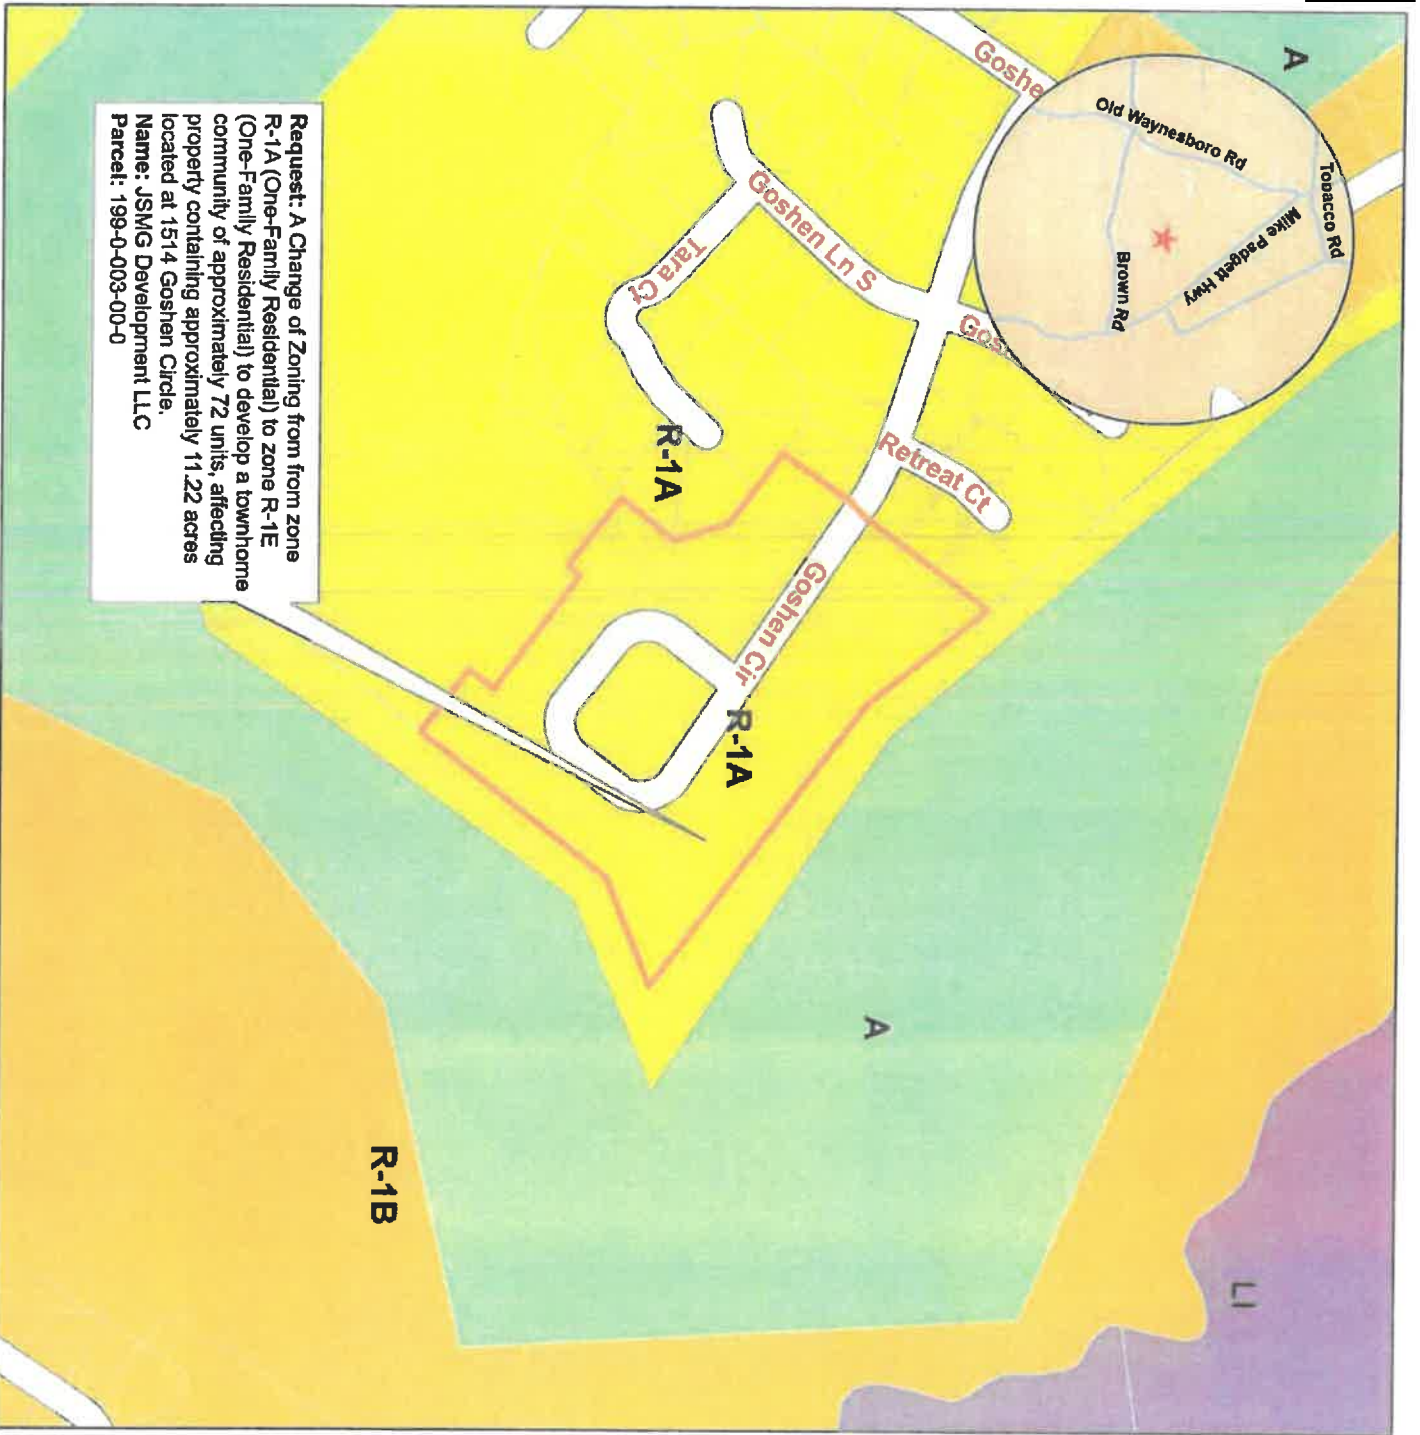 A
Tobacco Rd
Mike Padgett Hwy
Old Waynesboro Rd
Brown Rd
Goshe
Gos
Retreat Ct
Goshen Ln S
Tara Ct
Goshen Cir
R-1A
R-1A
A
LI
R-1B
Request: A Change of Zoning from from zone
R-1A (One-Family Residential) to zone R-1E
(One-Family Residential) to develop a townhome
community of approximately 72 units, affecting
property containing approximately 11.22 acres
located at 1514 Goshen Circle.
Name: JSMG Development LLC
Parcel: 199-0-003-00-0